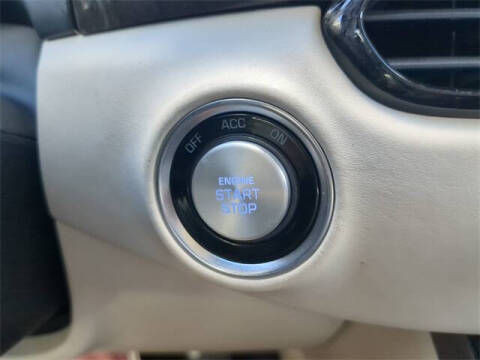 OFF ACC ON
ENGINE
START
STOP